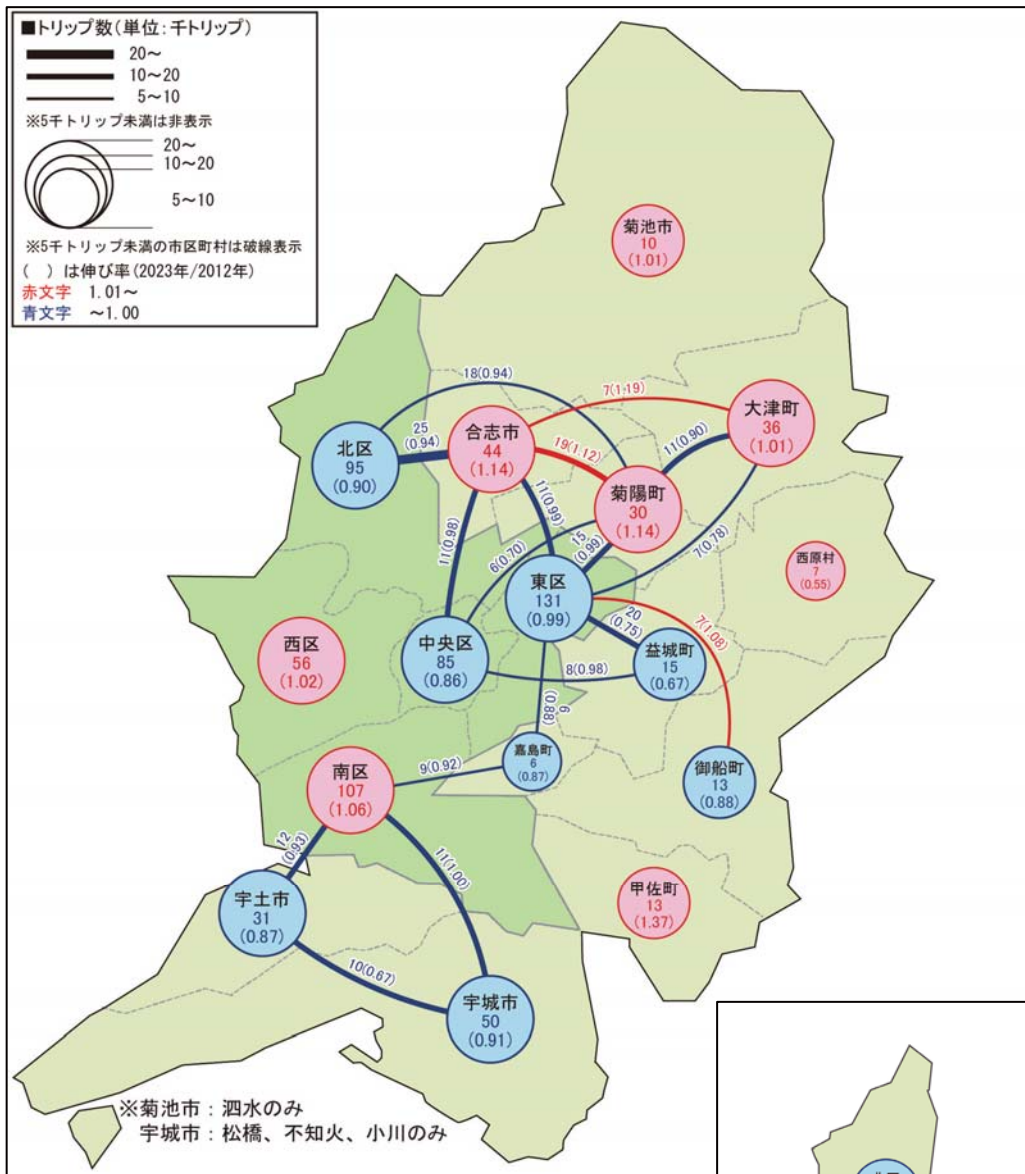 ■トリップ数(単位:千トリップ)
20～
10～20
5～10
※5千トリップ未満は非表示
20～
10～20
5～10
※5千トリップ未満の市区町村は破線表示
( )は伸び率(2023年/2012年)
赤文字 1.01～
青文字 ～1.00
菊池市
10
(1.01)
18(0.94)
7(1.19)
大津町
36
(1.01)
北区
95
(0.90)
25
(0.94)
合志市
44
(1.14)
19(1.12)
11(0.90)
菊陽町
30
(1.14)
11(0.98)
11(0.99)
6(0.70)
15
(0.99)
7(0.78)
西原村
7
(0.55)
東区
131
(0.99)
20
(0.75)
7(1.08)
西区
56
(1.02)
中央区
85
(0.86)
8(0.98)
益城町
15
(0.67)
6
(0.88)
嘉島町
6
(0.87)
御船町
13
(0.88)
9(0.92)
南区
107
(1.06)
12
(0.93)
11(1.00)
甲佐町
13
(1.37)
宇土市
31
(0.87)
10(0.67)
宇城市
50
(0.91)
※菊池市:泗水のみ
宇城市:松橋、不知火、小川のみ